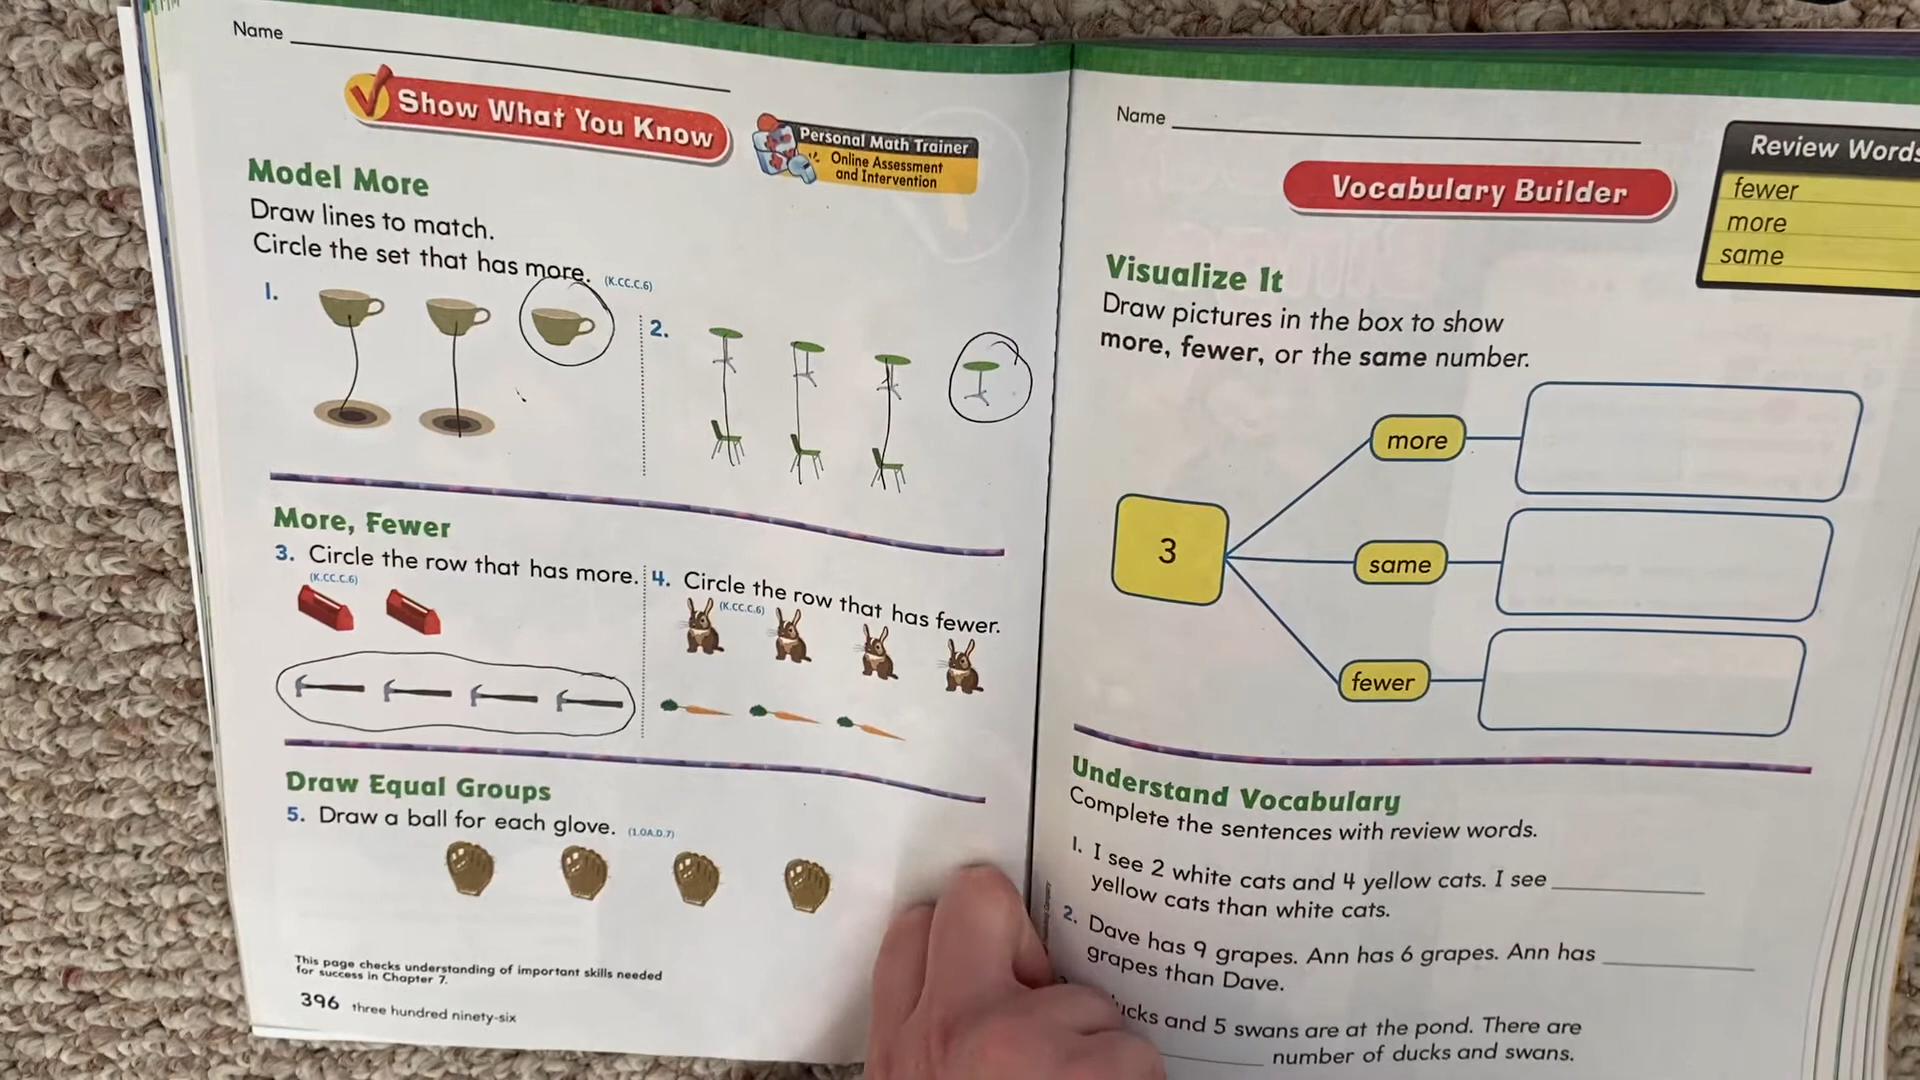 Name
Show What You Know
Personal Math Trainer
Online Assessment
and Intervention
Model More
Draw lines to match.
Circle the set that has more. (K.CC.C.6)
1.
2.
More, Fewer
3. Circle the row that has more.
(K.CC.C.6)
4. Circle the row that has fewer.
(K.CC.C.6)
Draw Equal Groups
5. Draw a ball for each glove. (1.OA.D.7)
This page checks understanding of important skills needed
for success in Chapter 7.
396 three hundred ninety-six
Name
Vocabulary Builder
Review Words
fewer
more
same
Visualize It
Draw pictures in the box to show
more, fewer, or the same number.
3
more
same
fewer
Understand Vocabulary
Complete the sentences with review words.
1. I see 2 white cats and 4 yellow cats. I see
yellow cats than white cats.
2. Dave has 9 grapes. Ann has 6 grapes. Ann has
grapes than Dave.
and 5 swans are at the pond. There are
number of ducks and swans.